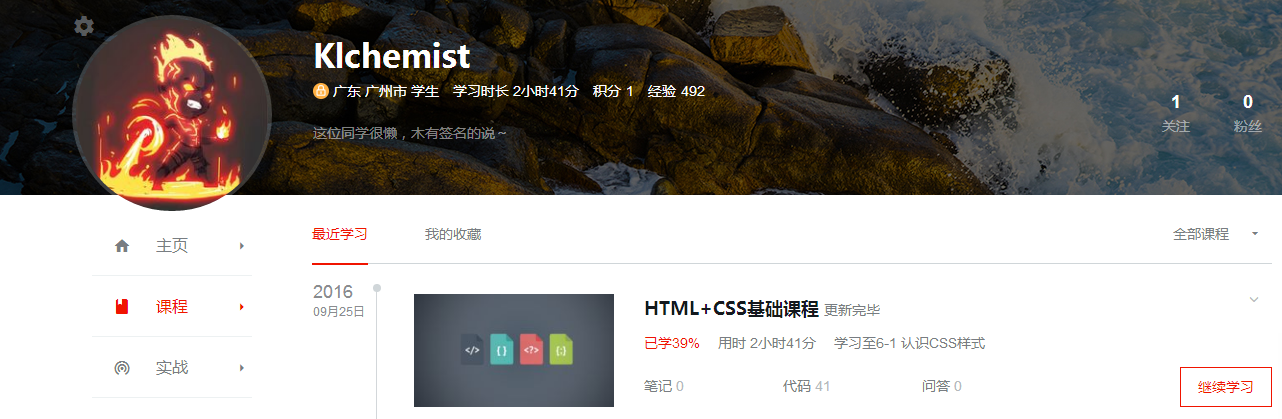 Klchemist
广东 广州市 学生 学习时长 2小时41分 积分 1 经验 492
这位同学很懒，木有签名的说～
1 0
关注 粉丝
主页
课程
实战
最近学习 我的收藏 全部课程
2016
09月25日
</> { } <?> {;}
HTML+CSS基础课程 更新完毕
已学39% 用时 2小时41分 学习至6-1 认识CSS样式
笔记 0 代码 41 问答 0 继续学习